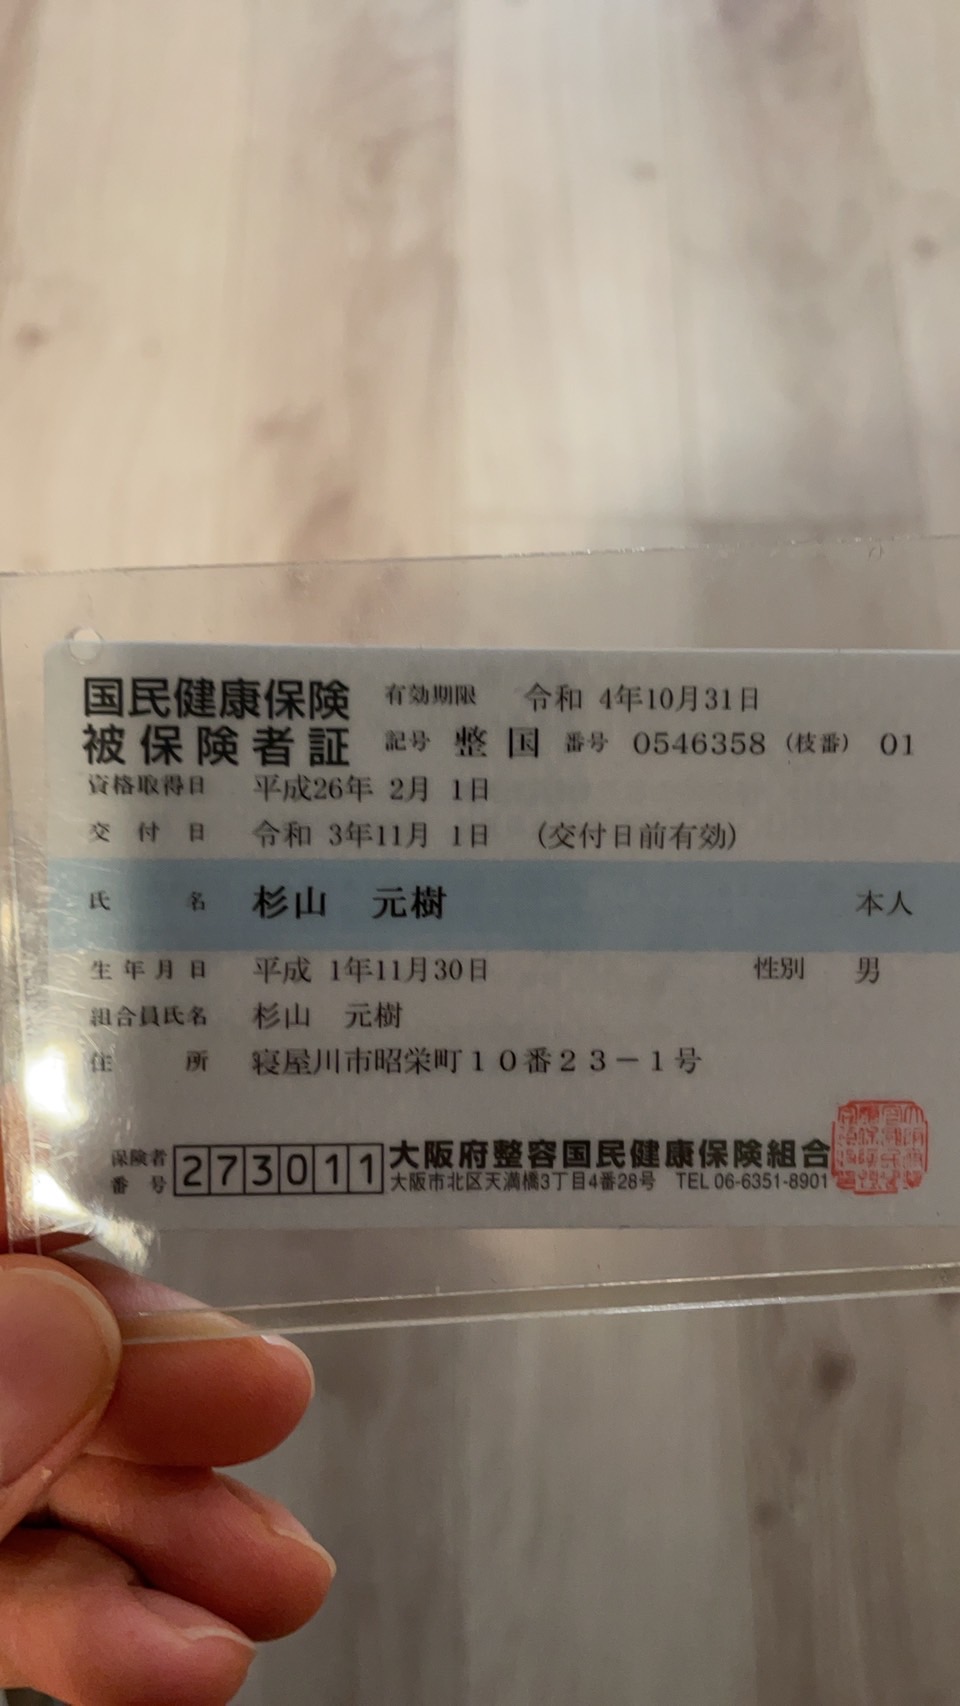 国民健康保険
被保険者証
有効期限 令和 4年10月31日
記号 整 国 番号 0546358 (枝番) 01
資格取得日 平成26年 2月 1日
交付日 令和 3年11月 1日 (交付日前有効)
氏名 杉山 元樹 本人
生年月日 平成 1年11月30日 性別 男
組合員氏名 杉山 元樹
住所 寝屋川市昭栄町10番23-1号
保険者番号 273011 大阪府整容国民健康保険組合
大阪市北区天満橋3丁目4番28号 TEL 06-6351-8901